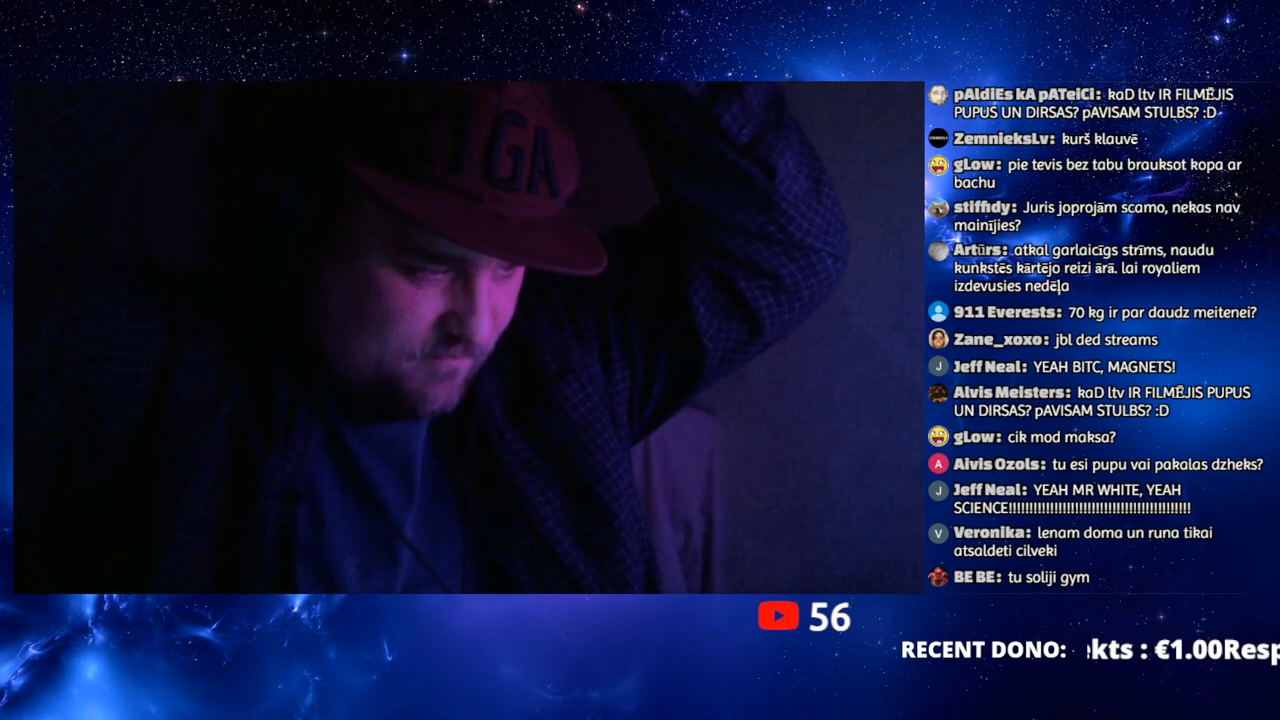 YGA
pAldiEs kA pATeICi: kaD ltv IR FILMĒJIS
PUPUS UN DIRSAS? pAVISAM STULBS? :D
ZemnieksLv: kurš klauvē
gLow: pie tevis bez tabu brauksot kopa ar
bachu
stiffidy: Juris joprojām scamo, nekas nav
mainījies?
Artūrs: atkal garlaicīgs strīms, naudu
kunkstēs kārtējo reizi ārā. lai royaliem
izdevusies nedēļa
911 Everests: 70 kg ir par daudz meitenei?
Zane_xoxo: jbl ded streams
J
Jeff Neal: YEAH BITC, MAGNETS!
Alvis Meisters: kaD ltv IR FILMĒJIS PUPUS
UN DIRSAS? pAVISAM STULBS? :D
gLow: cik mod maksa?
A
Aivis Ozols: tu esi pupu vai pakalas dzheks?
J
Jeff Neal: YEAH MR WHITE, YEAH
SCIENCE!!!!!!!!!!!!!!!!!!!!!!!!!!!!!!!!!!!!!!!!!!!
V
Veronika: lenam doma un runa tikai
atsaldeti cilveki
BE BE: tu soliji gym
56
RECENT DONO: kts : €1.00Resp